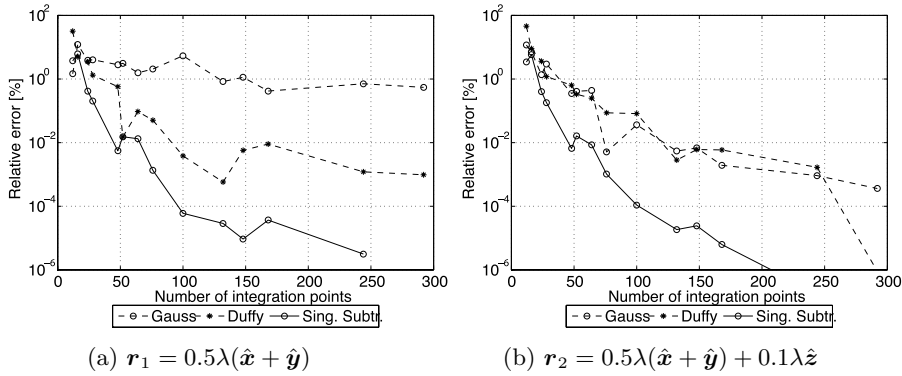 10^2
10^0
10^-2
10^-4
10^-6
Relative error [%]
0 50 100 150 200 250 300
Number of integration points
Gauss Duffy Sing. Subtr.
(a) r₁ = 0.5λ(x̂ + ŷ)
10^2
10^0
10^-2
10^-4
10^-6
Relative error [%]
0 50 100 150 200 250 300
Number of integration points
Gauss Duffy Sing. Subtr.
(b) r₂ = 0.5λ(x̂ + ŷ) + 0.1λẑ